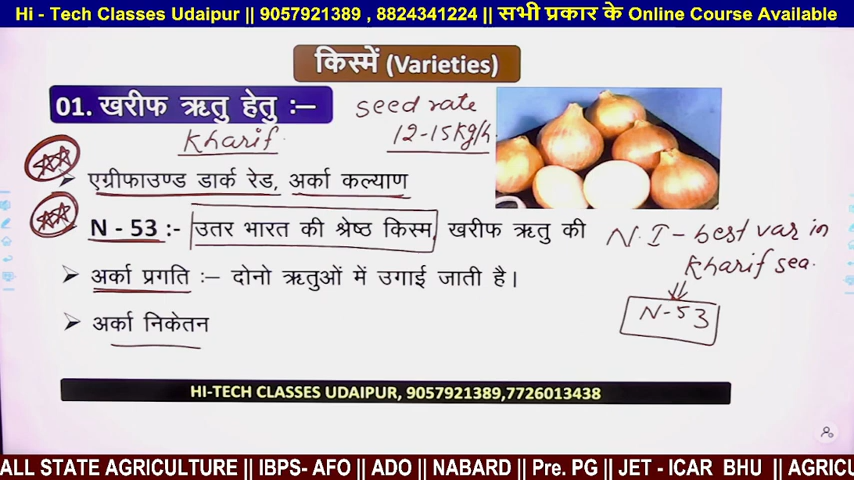 Hi - Tech Classes Udaipur || 9057921389 , 8824341224 || सभी प्रकार के Online Course Available
किस्में (Varieties)
01. खरीफ ऋतु हेतु :–
Kharif
seed rate
12-15kg/h
एग्रीफाउण्ड डार्क रेड, अर्का कल्याण
N - 53 :- उतर भारत की श्रेष्ठ किस्म, खरीफ ऋतु की
N.I - best var in
Kharif sea.
N-53
अर्का प्रगति :– दोनो ऋतुओं में उगाई जाती है।
अर्का निकेतन
HI-TECH CLASSES UDAIPUR, 9057921389,7726013438
ALL STATE AGRICULTURE || IBPS- AFO || ADO || NABARD || Pre. PG || JET - ICAR BHU || AGRICU